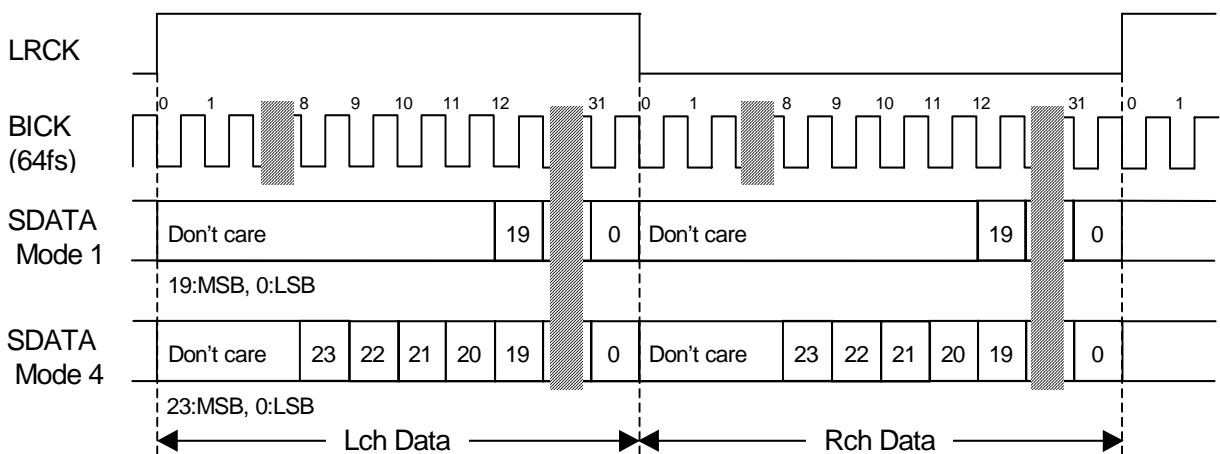 LRCK
0 1 8 9 10 11 12 31 0 1 8 9 10 11 12 31 0 1
BICK
(64fs)
SDATA
Mode 1
Don't care 19 0 Don't care 19 0
19:MSB, 0:LSB
SDATA
Mode 4
Don't care 23 22 21 20 19 0 Don't care 23 22 21 20 19 0
23:MSB, 0:LSB
Lch Data Rch Data